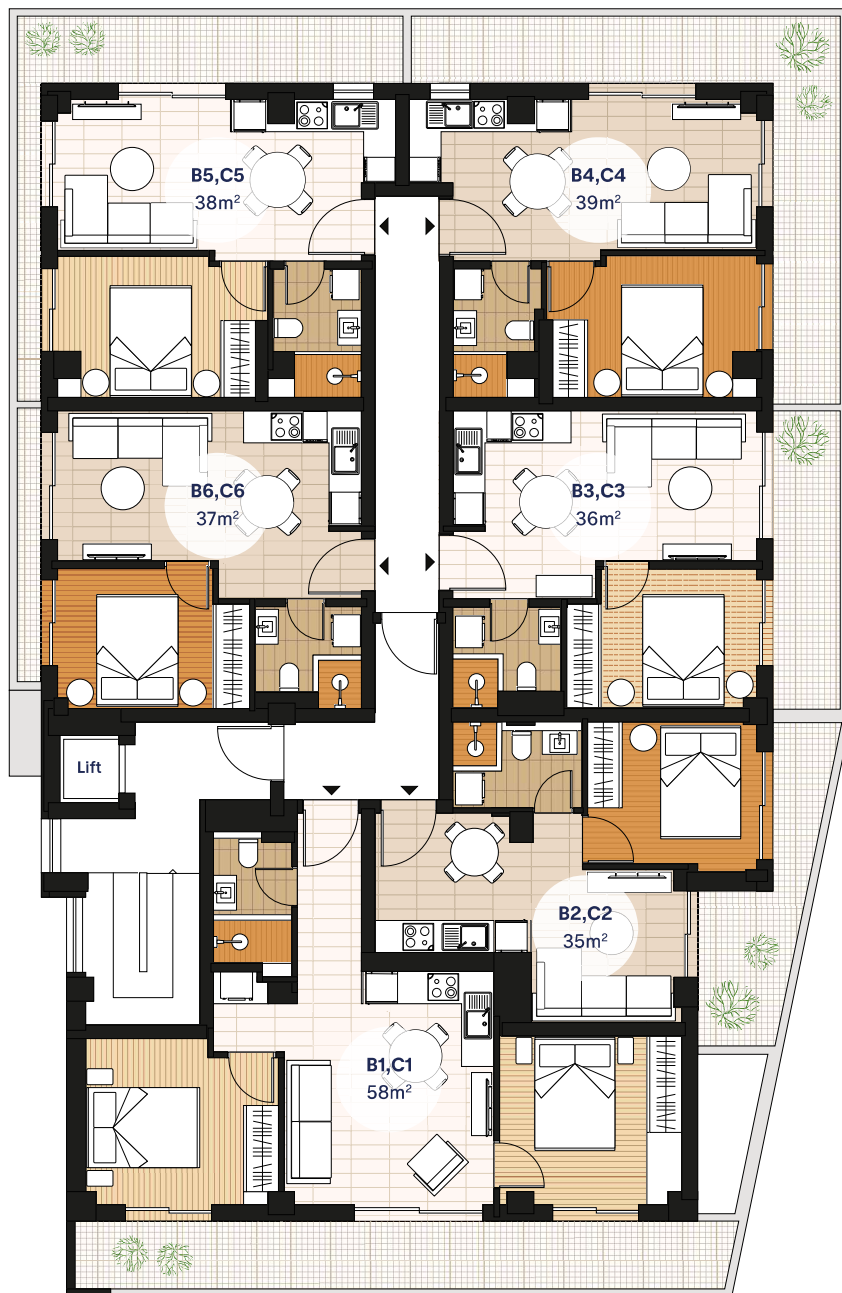 B5,C5
38m²
B4,C4
39m²
B6,C6
37m²
B3,C3
36m²
Lift
B2,C2
35m²
B1,C1
58m²